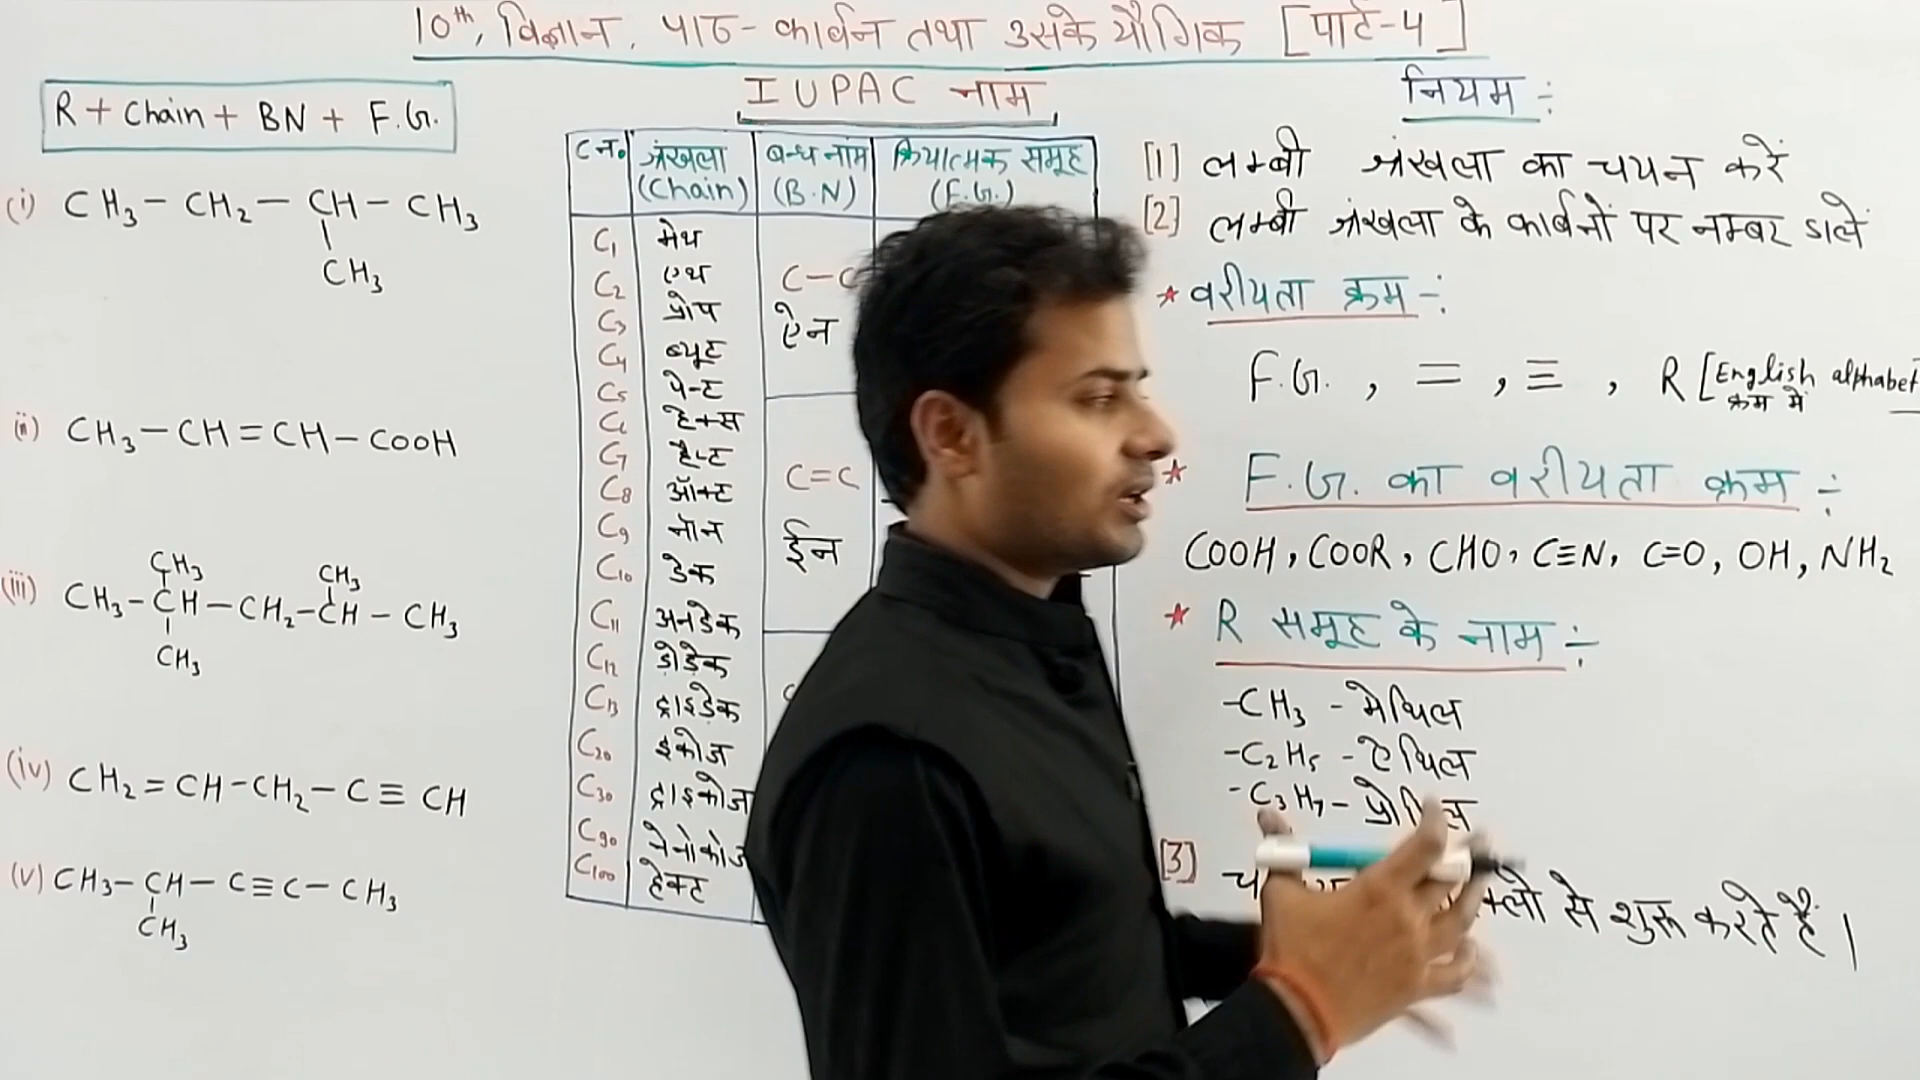 10th, विज्ञान, पाठ- कार्बन तथा उसके यौगिक [पार्ट-4]
IUPAC नाम
R + Chain + BN + F.G.
(i) CH3 - CH2 - CH - CH3
CH3
(ii) CH3 - CH = CH - COOH
(iii)
CH3 CH3
CH3 - CH - CH2 - CH - CH3
CH3
(iv) CH2 = CH - CH2 - C ≡ CH
(v) CH3 - CH - C ≡ C - CH3
CH3
C नं. श्रंखला (Chain) बन्ध नाम (B.N) क्रियात्मक समूह (F.G.)
C1 मेथ
C2 एथ
C3 प्रोप
C4 ब्यूट
C5 पेन्ट
C6 हेक्स
C7 हेप्ट
C8 ऑक्ट
C9 नॉन
C10 डेक
C11 अनडेक
C12 डोडेक
C13 ट्राइडेक
C20 इकोज
C30 ट्राइकोज
C90 नेनोकोज
C100 हेक्ट
C-C
ऐन
C=C
ईन
नियम :-
[1] लम्बी श्रंखला का चयन करें
[2] लम्बी श्रंखला के कार्बनों पर नम्बर डालें
* वरीयता क्रम :-
F.G. , = , ≡ , R [English alphabet
क्रम में
* F.G. का वरीयता क्रम :-
COOH, COOR, CHO, C≡N, C=O, OH, NH2
* R समूह के नाम :-
-CH3 - मेथिल
-C2H5 - ऐथिल
-C3H7 - प्रोपिल
[3] से शुरू करते हैं।